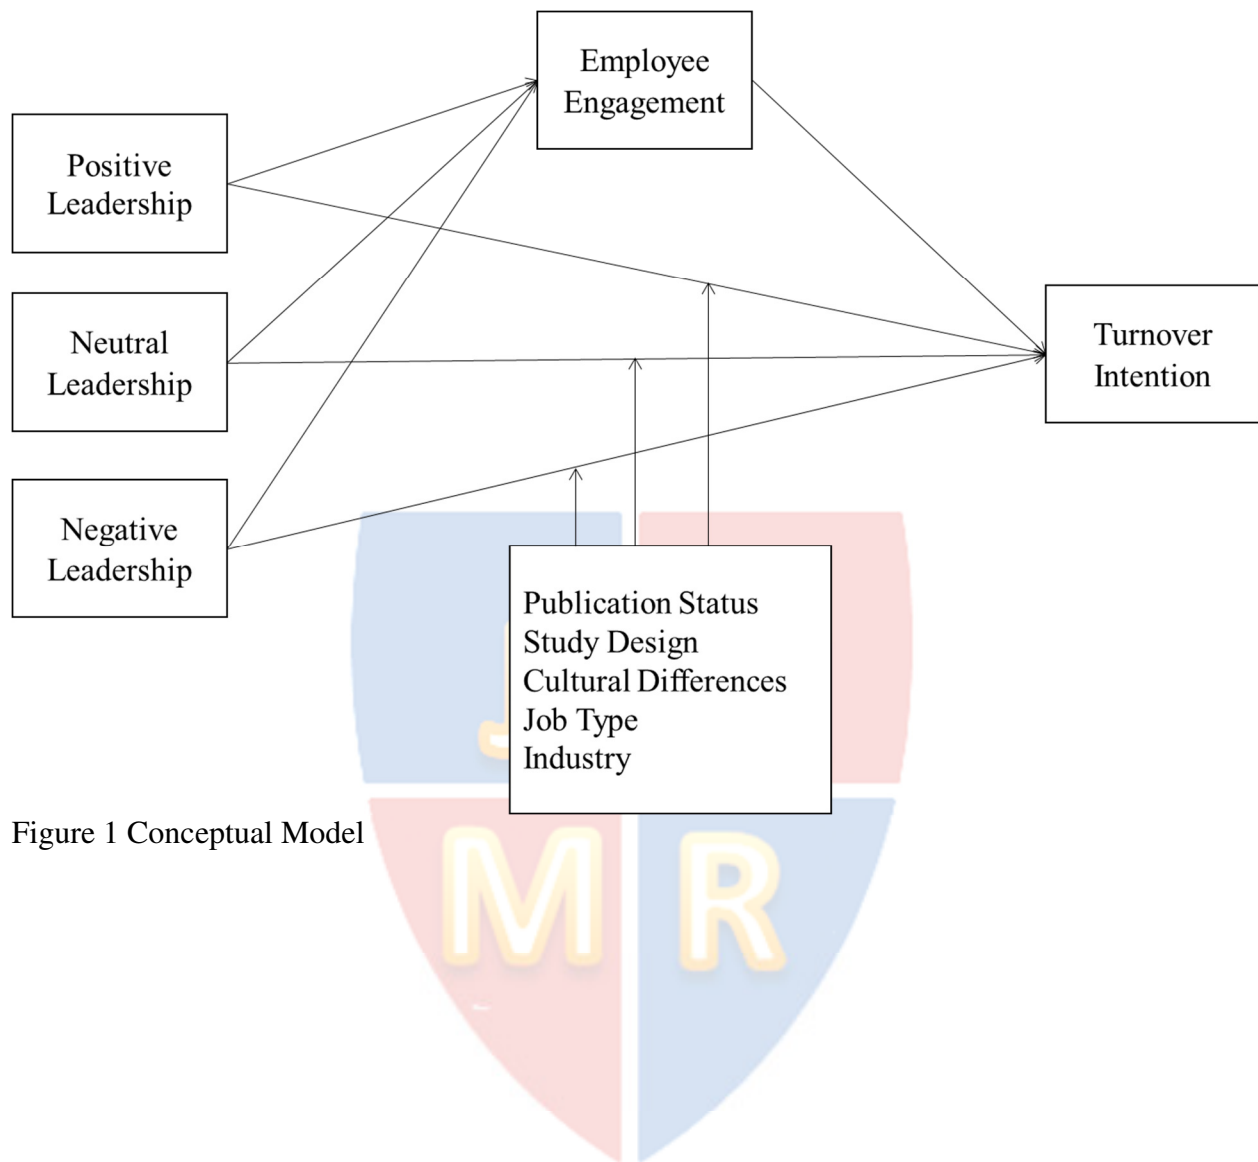 Employee
Engagement
Positive
Leadership
Neutral
Leadership
Turnover
Intention
Negative
Leadership
Publication Status
Study Design
Cultural Differences
Job Type
Industry
Figure 1 Conceptual Model
M R